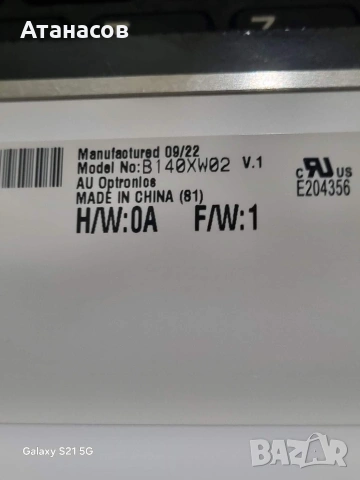 Атанасов
Manufactured 09/22
Model No:B140XW02 V.1
AU Optronics
MADE IN CHINA (81)
H/W:0A F/W:1
c RU US
E204356
Galaxy S21 5G
bazar